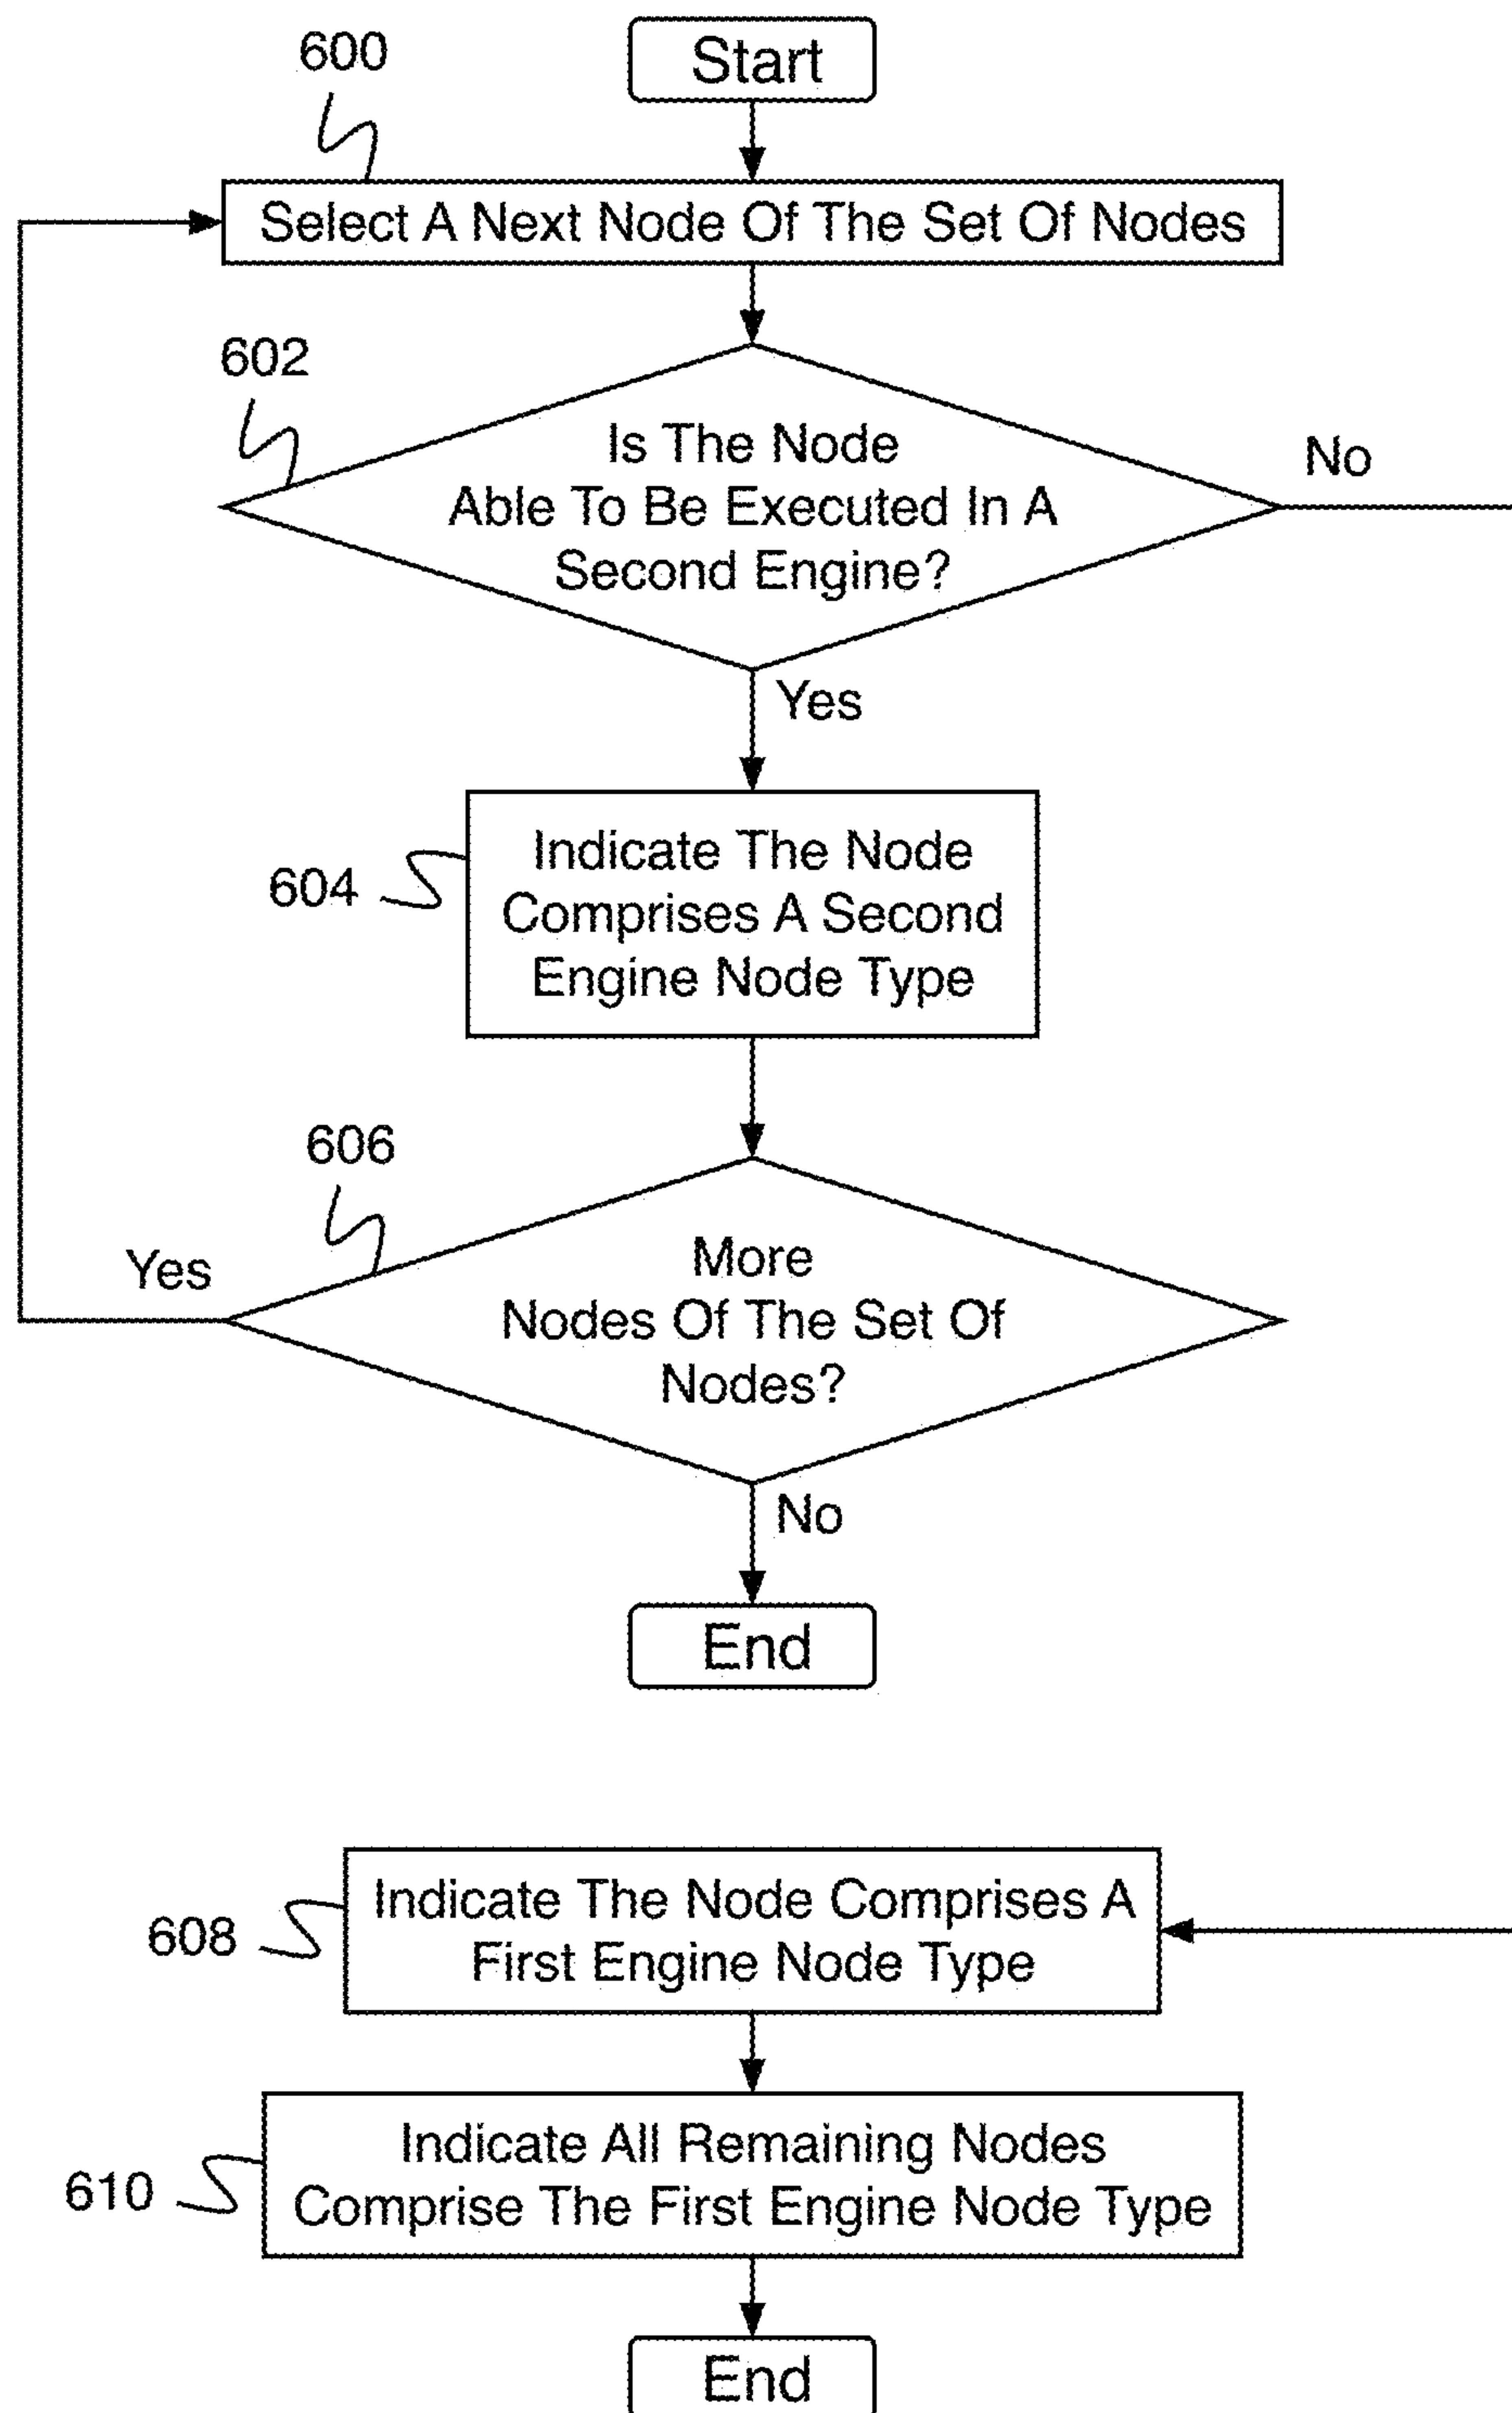 600
Start
Select A Next Node Of The Set Of Nodes
602
Is The Node
Able To Be Executed In A
Second Engine?
No
Yes
604
Indicate The Node
Comprises A Second
Engine Node Type
606
Yes
More
Nodes Of The Set Of
Nodes?
No
End
608
Indicate The Node Comprises A
First Engine Node Type
610
Indicate All Remaining Nodes
Comprise The First Engine Node Type
End